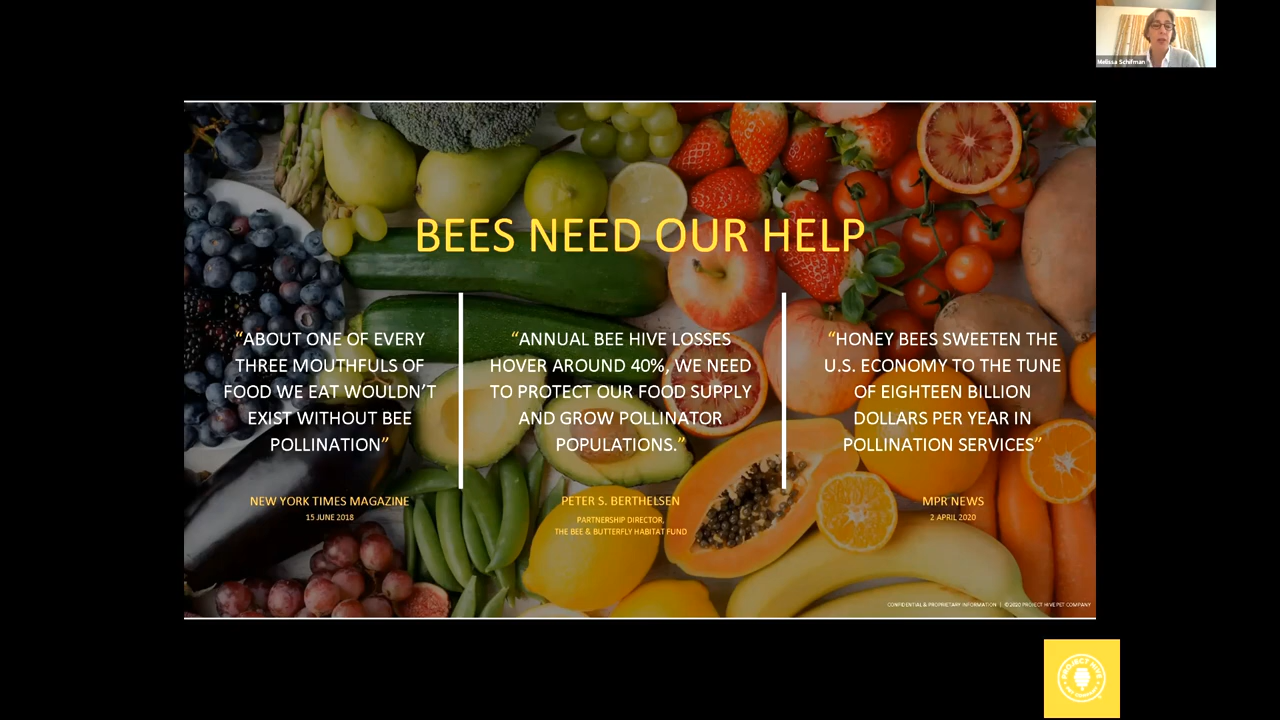 Melissa Schifman
BEES NEED OUR HELP
“ABOUT ONE OF EVERY
THREE MOUTHFULS OF
FOOD WE EAT WOULDN’T
EXIST WITHOUT BEE
POLLINATION”
NEW YORK TIMES MAGAZINE
15 JUNE 2018
“ANNUAL BEE HIVE LOSSES
HOVER AROUND 40%, WE NEED
TO PROTECT OUR FOOD SUPPLY
AND GROW POLLINATOR
POPULATIONS.”
PETER S. BERTHELSEN
PARTNERSHIP DIRECTOR,
THE BEE & BUTTERFLY HABITAT FUND
“HONEY BEES SWEETEN THE
U.S. ECONOMY TO THE TUNE
OF EIGHTEEN BILLION
DOLLARS PER YEAR IN
POLLINATION SERVICES”
MPR NEWS
2 APRIL 2020
CONFIDENTIAL & PROPRIETARY INFORMATION | ©2020 PROJECT HIVE PET COMPANY
PROJECT HIVE
PET COMPANY